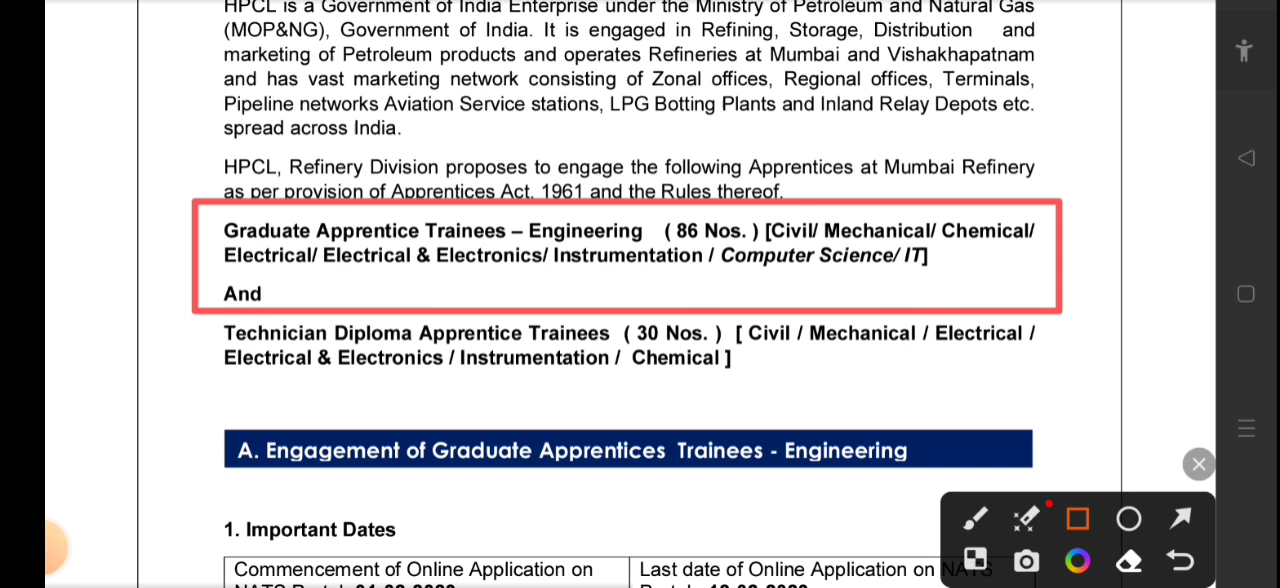 HPCL is a Government of India Enterprise under the Ministry of Petroleum and Natural Gas
(MOP&NG), Government of India. It is engaged in Refining, Storage, Distribution and
marketing of Petroleum products and operates Refineries at Mumbai and Vishakhapatnam
and has vast marketing network consisting of Zonal offices, Regional offices, Terminals,
Pipeline networks Aviation Service stations, LPG Botting Plants and Inland Relay Depots etc.
spread across India.
HPCL, Refinery Division proposes to engage the following Apprentices at Mumbai Refinery
as per provision of Apprentices Act, 1961 and the Rules thereof.
Graduate Apprentice Trainees – Engineering ( 86 Nos. ) [Civil/ Mechanical/ Chemical/
Electrical/ Electrical & Electronics/ Instrumentation / Computer Science/ IT]
And
Technician Diploma Apprentice Trainees ( 30 Nos. ) [ Civil / Mechanical / Electrical /
Electrical & Electronics / Instrumentation / Chemical ]
A. Engagement of Graduate Apprentices Trainees - Engineering
1. Important Dates
Commencement of Online Application on
Last date of Online Application on NATS